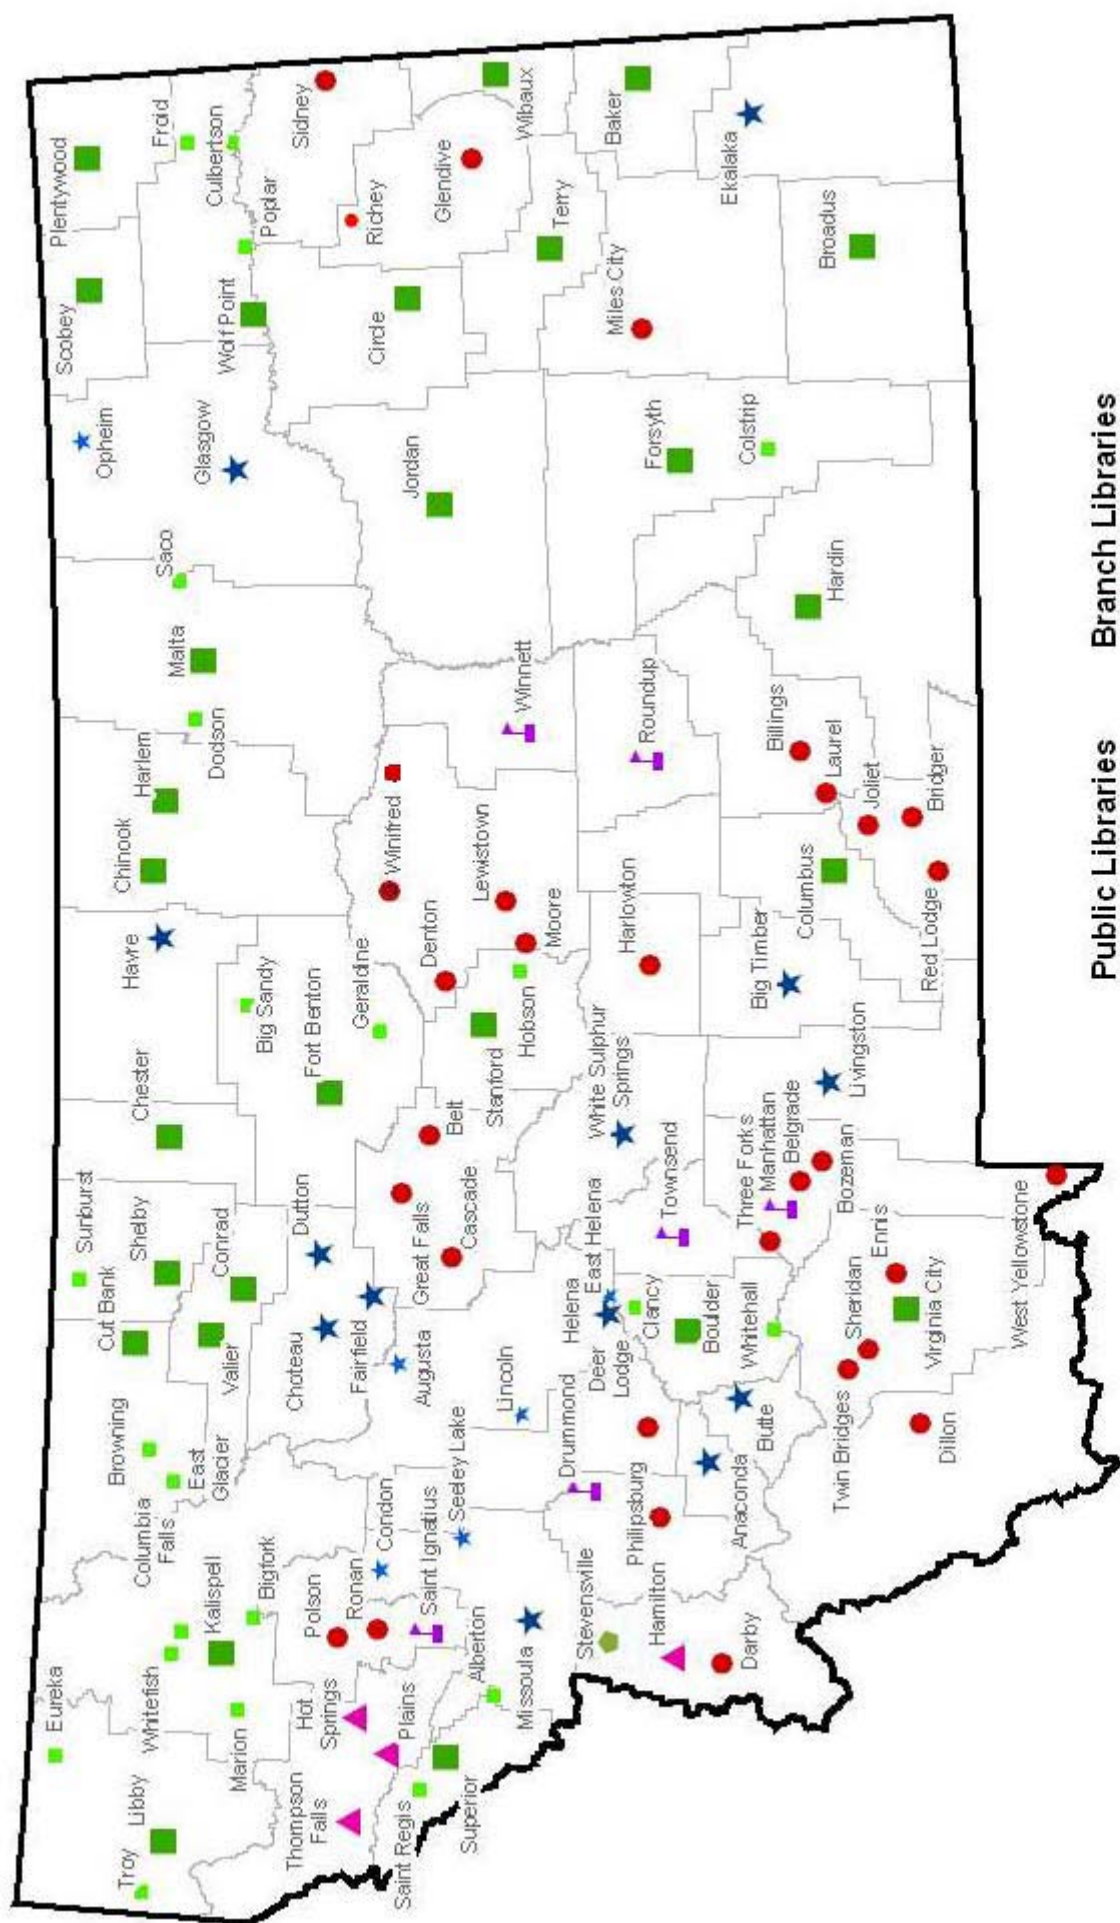 Eureka
Troy
Libby
Whitefish
Columbia
Falls
Kalispell
Marion
Bigfork
Browning
East
Glacier
Cut Bank
Sunburst
Shelby
Valier
Conrad
Chester
Havre
Big Sandy
Chinook
Harlem
Dodson
Malta
Saco
Opheim
Glasgow
Scobey
Plentywood
Froid
Culbertson
Poplar
Wolf Point
Sidney
Richey
Circle
Glendive
Wibaux
Terry
Jordan
Thompson
Falls
Hot
Springs
Plains
Saint Regis
Superior
Polson
Ronan
Saint Ignatius
Alberton
Missoula
Condon
Seeley Lake
Choteau
Dutton
Fairfield
Augusta
Lincoln
Great Falls
Cascade
Belt
Fort Benton
Geraldine
Stanford
Denton
Hobson
Moore
Lewistown
Winifred
Winnett
Roundup
Harlowton
Stevensville
Hamilton
Darby
Drummond
Philipsburg
Deer
Lodge
Anaconda
Butte
Helena
East Helena
Clancy
Boulder
Whitehall
Townsend
White Sulphur
Springs
Three Forks
Manhattan
Belgrade
Bozeman
Livingston
Big Timber
Columbus
Billings
Laurel
Joliet
Bridger
Red Lodge
Hardin
Forsyth
Colstrip
Miles City
Baker
Ekalaka
Broadus
Twin Bridges
Sheridan
Ennis
Virginia City
Dillon
West Yellowstone
Public Libraries
Branch Libraries